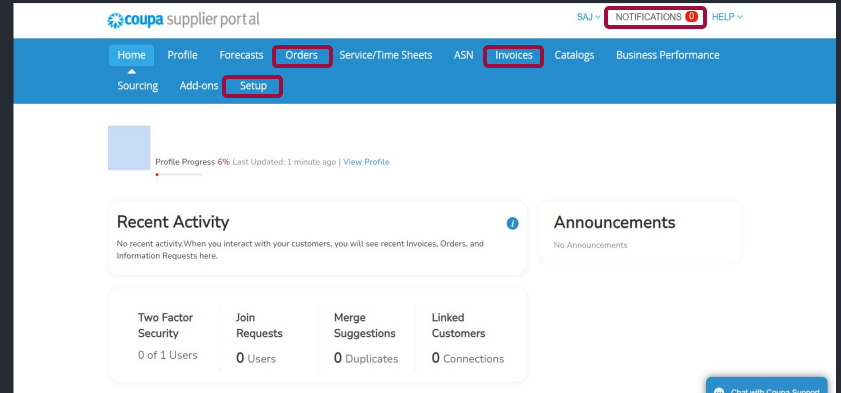 coupa supplier portal
SAJ NOTIFICATIONS 0 HELP
Home Profile Forecasts Orders Service/Time Sheets ASN Invoices Catalogs Business Performance
Sourcing Add-ons Setup
Profile Progress 6% Last Updated: 1 minute ago | View Profile
Recent Activity
No recent activity.When you interact with your customers, you will see recent Invoices, Orders, and
Information Requests here.
Announcements
No Announcements
Two Factor
Security
0 of 1 Users
Join
Requests
0 Users
Merge
Suggestions
0 Duplicates
Linked
Customers
0 Connections
Chat with Coupa Support